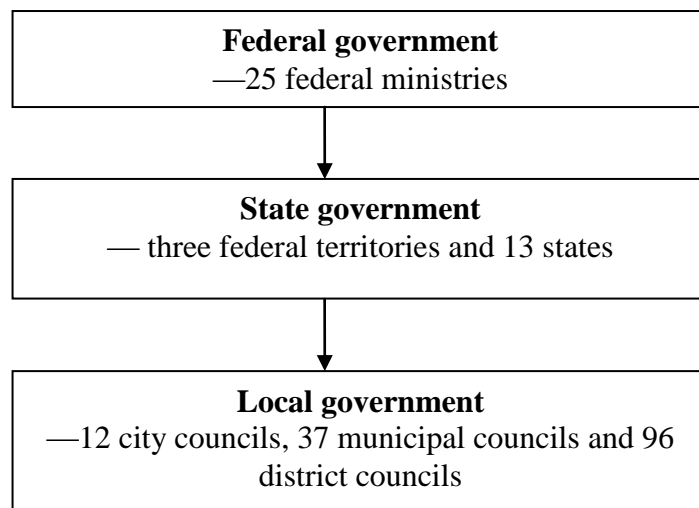 Federal government
—25 federal ministries
State government
— three federal territories and 13 states
Local government
—12 city councils, 37 municipal councils and 96
district councils